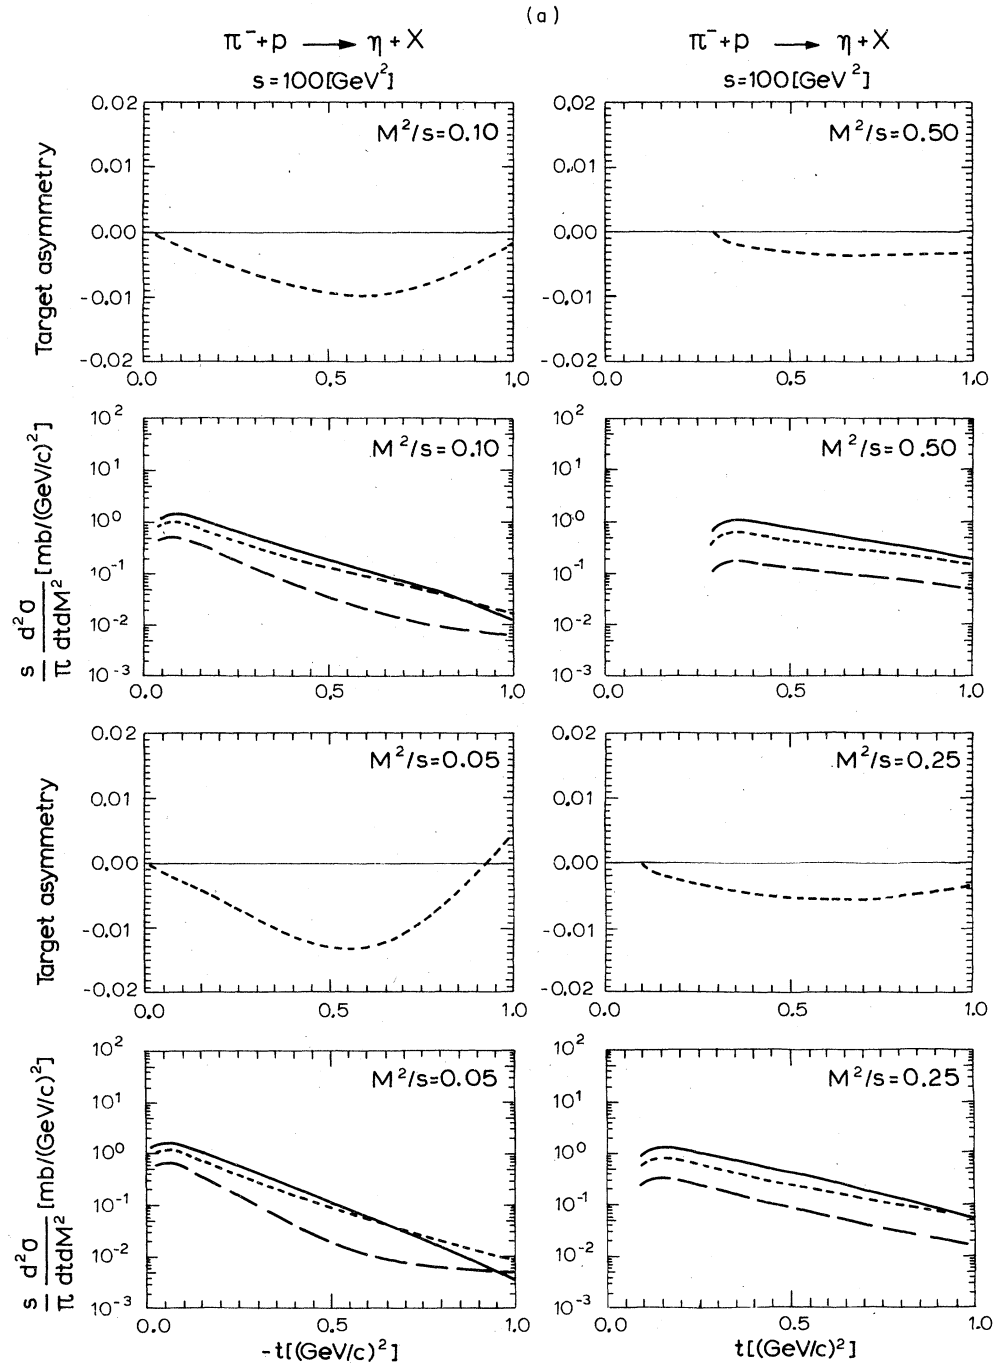 (a)
π⁻+p → η+X
π⁻+p → η+X
s=100[GeV²]
s=100[GeV²]
Target asymmetry
0.02
0.01
0.00
-0.01
-0.02
M²/s=0.10
0.0 0.5 1.0
0.02
0.01
0.00
-0.01
-0.02
M²/s=0.50
0.0 0.5 1.0
s/π d²σ/dtdM² [mb/(GeV/c)²]
10²
10¹
10⁰
10⁻¹
10⁻²
10⁻³
M²/s=0.10
0.0 0.5 1.0
10²
10¹
10⁰
10⁻¹
10⁻²
10⁻³
M²/s=0.50
0.0 0.5 1.0
Target asymmetry
0.02
0.01
0.00
-0.01
-0.02
M²/s=0.05
0.0 0.5 1.0
0.02
0.01
0.00
-0.01
-0.02
M²/s=0.25
0.0 0.5 1.0
s/π d²σ/dtdM² [mb/(GeV/c)²]
10²
10¹
10⁰
10⁻¹
10⁻²
10⁻³
M²/s=0.05
0.0 0.5 1.0
-t[(GeV/c)²]
10²
10¹
10⁰
10⁻¹
10⁻²
10⁻³
M²/s=0.25
0.0 0.5 1.0
t[(GeV/c)²]